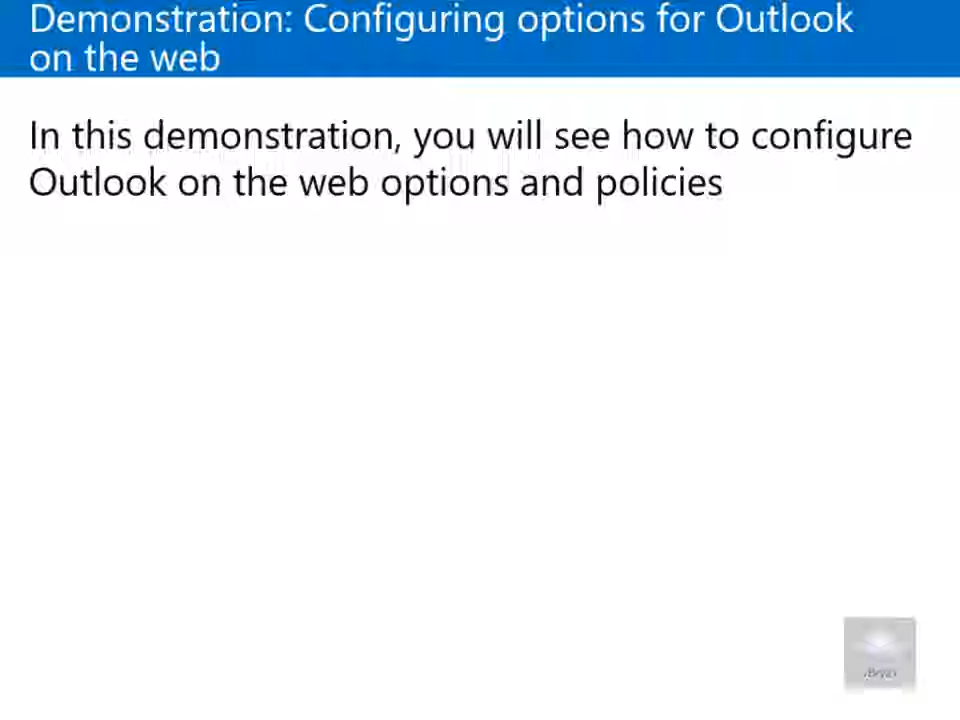 Demonstration: Configuring options for Outlook
on the web
In this demonstration, you will see how to configure
Outlook on the web options and policies